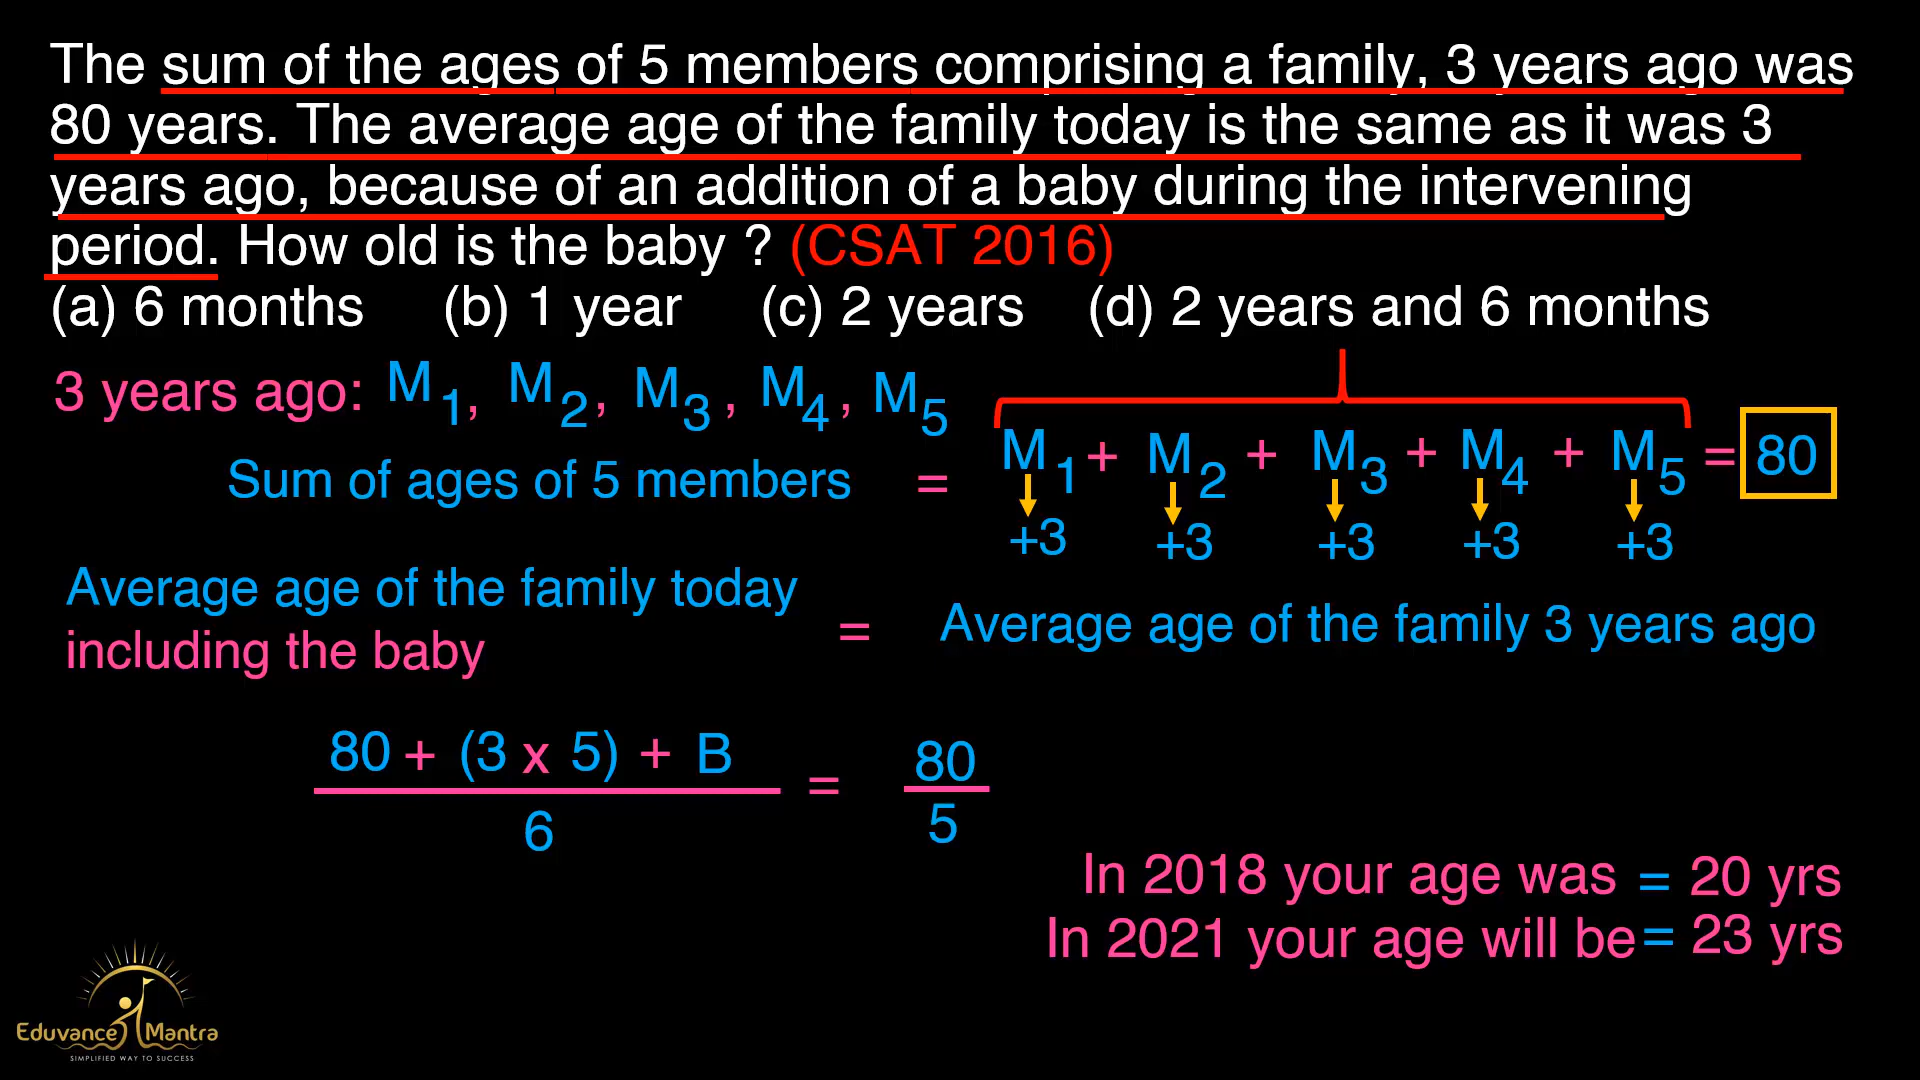 The sum of the ages of 5 members comprising a family, 3 years ago was
80 years. The average age of the family today is the same as it was 3
years ago, because of an addition of a baby during the intervening
period. How old is the baby ? (CSAT 2016)
(a) 6 months (b) 1 year (c) 2 years (d) 2 years and 6 months
3 years ago: M1, M2, M3, M4, M5
Sum of ages of 5 members = M1 + M2 + M3 + M4 + M5 = 80
+3 +3 +3 +3 +3
Average age of the family today
including the baby
= Average age of the family 3 years ago
80 + (3 x 5) + B
6
=
80
5
In 2018 your age was = 20 yrs
In 2021 your age will be = 23 yrs
Eduvance Mantra
SIMPLIFIED WAY TO SUCCESS